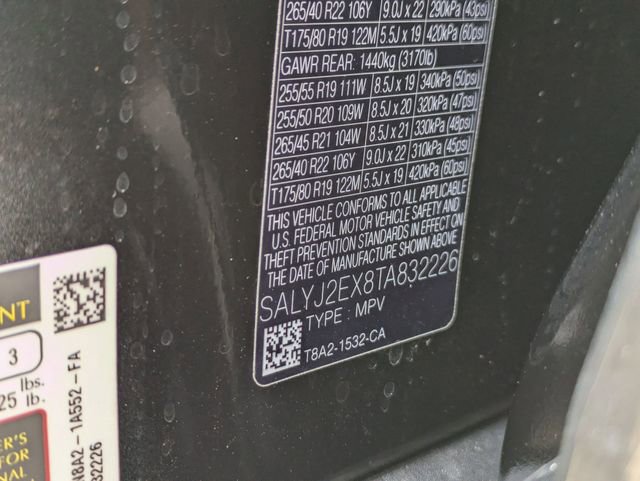 265/40 R22 106Y 9.0J x 22 290kPa (43psi)
T175/80 R19 122M 5.5J x 19 420kPa (60psi)
GAWR REAR: 1440kg (3170lb)
255/55 R19 111W 8.5J x 19 340kPa (50psi)
255/50 R20 109W 8.5J x 20 320kPa (47psi)
265/45 R21 104W 8.5J x 21 330kPa (48psi)
265/40 R22 106Y 9.0J x 22 310kPa (45psi)
T175/80 R19 122M 5.5J x 19 420kPa (60psi)
THIS VEHICLE CONFORMS TO ALL APPLICABLE
U.S. FEDERAL MOTOR VEHICLE SAFETY AND
THEFT PREVENTION STANDARDS IN EFFECT ON
THE DATE OF MANUFACTURE SHOWN ABOVE
SALYJ2EX8TA832226
TYPE : MPV
T8A2-1532-CA
NT
3
lbs.
25 lb.
ER'S
FOR
NAL
N8A2-1A552-FA
32226